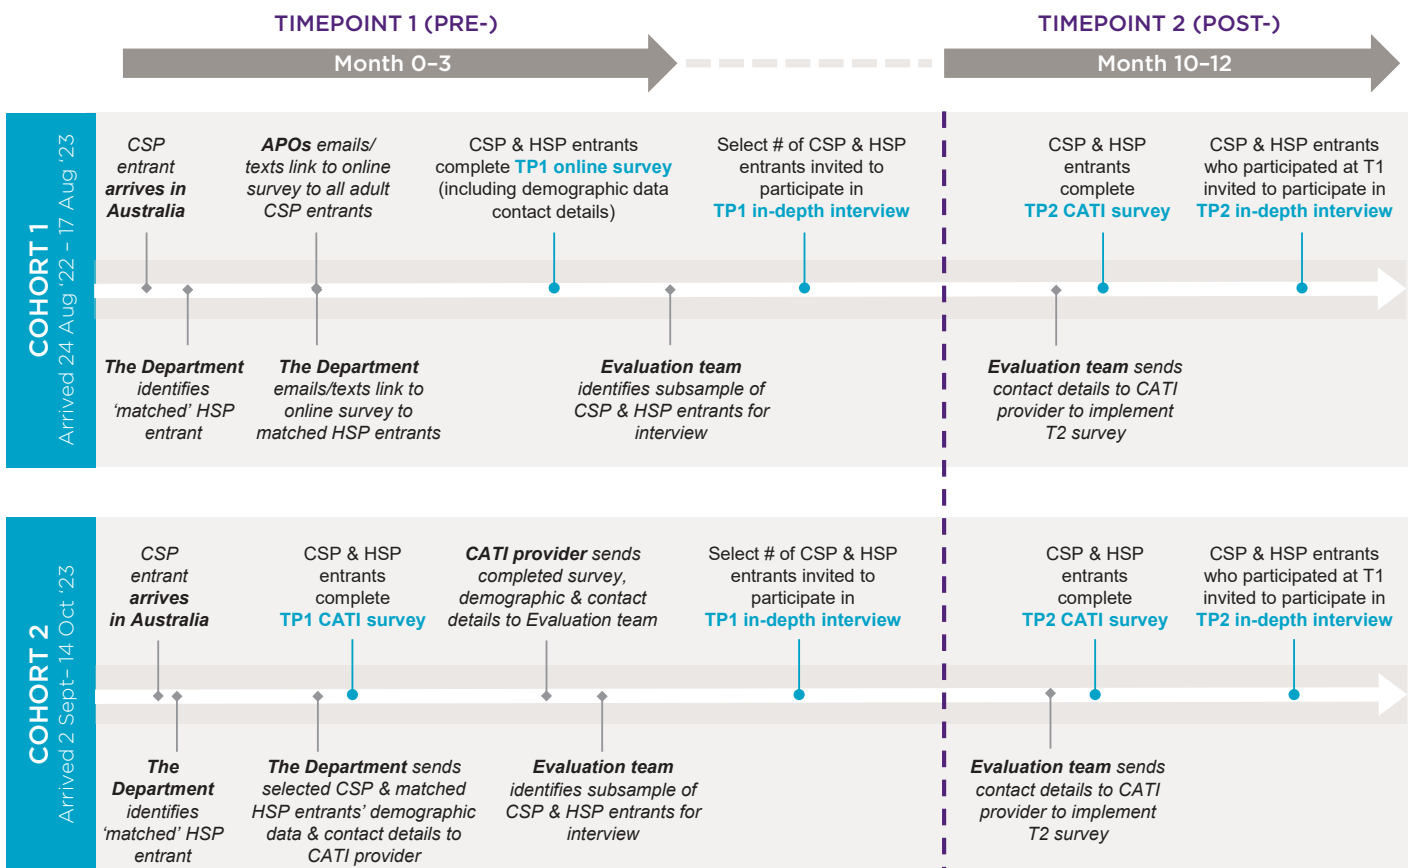 TIMEPOINT 1 (PRE-)
TIMEPOINT 2 (POST-)
Month 0–3
Month 10–12
COHORT 1
Arrived 24 Aug ‘22 – 17 Aug ‘23
CSP
entrant
arrives in
Australia
APOs emails/
texts link to online
survey to all adult
CSP entrants
CSP & HSP entrants
complete TP1 online survey
(including demographic data
contact details)
Select # of CSP & HSP
entrants invited to
participate in
TP1 in-depth interview
CSP & HSP
entrants
complete
TP2 CATI survey
CSP & HSP entrants
who participated at T1
invited to participate in
TP2 in-depth interview
The Department
identifies
‘matched’ HSP
entrant
The Department
emails/texts link to
online survey to
matched HSP entrants
Evaluation team
identifies subsample of
CSP & HSP entrants for
interview
Evaluation team sends
contact details to CATI
provider to implement
T2 survey
COHORT 2
Arrived 2 Sept– 14 Oct ‘23
CSP
entrant
arrives
in Australia
CSP & HSP
entrants
complete
TP1 CATI survey
CATI provider sends
completed survey,
demographic & contact
details to Evaluation team
Select # of CSP & HSP
entrants invited to
participate in
TP1 in-depth interview
CSP & HSP
entrants
complete
TP2 CATI survey
CSP & HSP entrants
who participated at T1
invited to participate in
TP2 in-depth interview
The
Department
identifies
‘matched’ HSP
entrant
The Department sends
selected CSP & matched
HSP entrants’ demographic
data & contact details to
CATI provider
Evaluation team
identifies subsample of
CSP & HSP entrants for
interview
Evaluation team sends
contact details to CATI
provider to implement
T2 survey